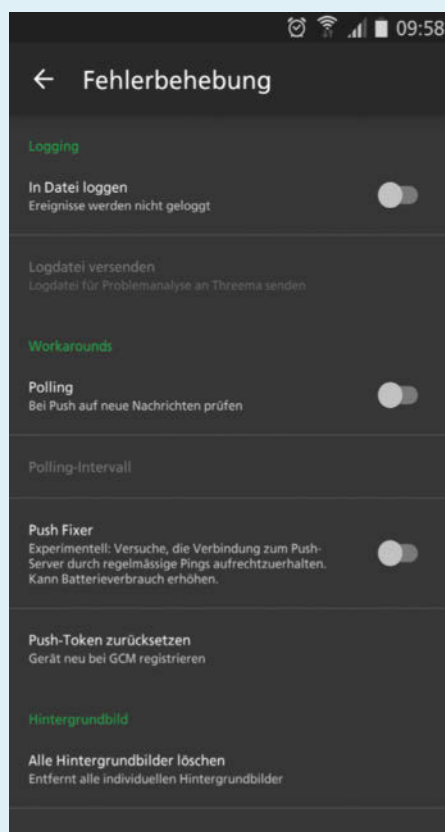 09:58
Fehlerbehebung
Logging
In Datei loggen
Ereignisse werden nicht geloggt
Logdatei versenden
Logdatei für Problemanalyse an Threema senden
Workarounds
Polling
Bei Push auf neue Nachrichten prüfen
Polling-Intervall
Push Fixer
Experimentell: Versuche, die Verbindung zum Push-
Server durch regelmässige Pings aufrechtzuerhalten.
Kann Batterieverbrauch erhöhen.
Push-Token zurücksetzen
Gerät neu bei GCM registrieren
Hintergrundbild
Alle Hintergrundbilder löschen
Entfernt alle individuellen Hintergrundbilder